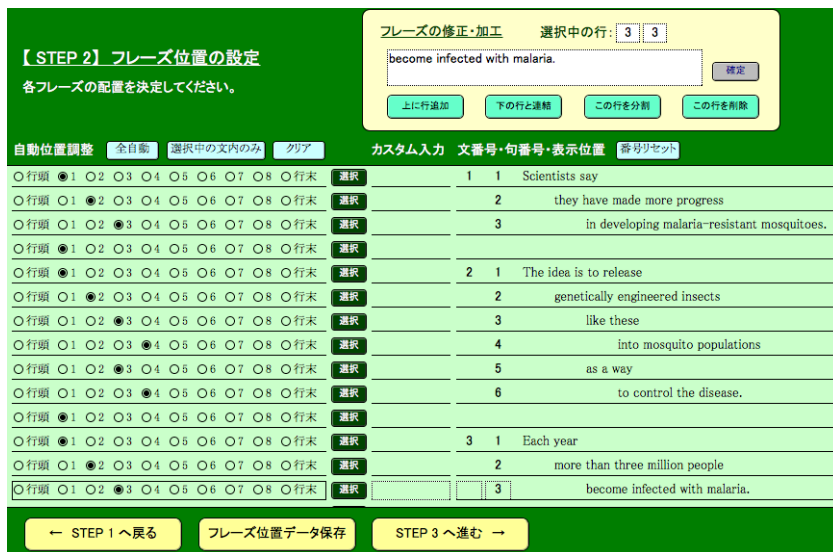 【 STEP 2】 フレーズ位置の設定
各フレーズの配置を決定してください。
フレーズの修正・加工 選択中の行: 3 3
become infected with malaria.
確定
上に行追加 下の行と連結 この行を分割 この行を削除
自動位置調整 全自動 選択中の文内のみ クリア カスタム入力 文番号・句番号・表示位置 番号リセット
○行頭 ◉1 ○2 ○3 ○4 ○5 ○6 ○7 ○8 ○行末 選択 1 1 Scientists say
○行頭 ○1 ◉2 ○3 ○4 ○5 ○6 ○7 ○8 ○行末 選択 2 they have made more progress
○行頭 ○1 ○2 ◉3 ○4 ○5 ○6 ○7 ○8 ○行末 選択 3 in developing malaria-resistant mosquitoes.
○行頭 ◉1 ○2 ○3 ○4 ○5 ○6 ○7 ○8 ○行末 選択
○行頭 ◉1 ○2 ○3 ○4 ○5 ○6 ○7 ○8 ○行末 選択 2 1 The idea is to release
○行頭 ○1 ◉2 ○3 ○4 ○5 ○6 ○7 ○8 ○行末 選択 2 genetically engineered insects
○行頭 ○1 ○2 ◉3 ○4 ○5 ○6 ○7 ○8 ○行末 選択 3 like these
○行頭 ○1 ○2 ○3 ◉4 ○5 ○6 ○7 ○8 ○行末 選択 4 into mosquito populations
○行頭 ○1 ○2 ◉3 ○4 ○5 ○6 ○7 ○8 ○行末 選択 5 as a way
○行頭 ○1 ○2 ○3 ◉4 ○5 ○6 ○7 ○8 ○行末 選択 6 to control the disease.
○行頭 ◉1 ○2 ○3 ○4 ○5 ○6 ○7 ○8 ○行末 選択
○行頭 ◉1 ○2 ○3 ○4 ○5 ○6 ○7 ○8 ○行末 選択 3 1 Each year
○行頭 ○1 ◉2 ○3 ○4 ○5 ○6 ○7 ○8 ○行末 選択 2 more than three million people
○行頭 ○1 ○2 ◉3 ○4 ○5 ○6 ○7 ○8 ○行末 選択 3 become infected with malaria.
← STEP 1 へ戻る フレーズ位置データ保存 STEP 3 へ進む →